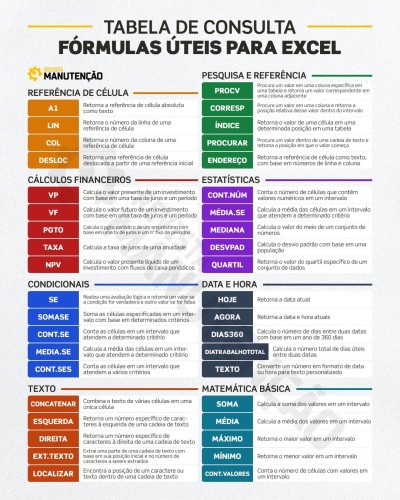 TABELA DE CONSULTA
FÓRMULAS ÚTEIS PARA EXCEL
REVISTA
MANUTENÇÃO
REFERÊNCIA DE CÉLULA
A1
Retorna a referência de célula absoluta
como texto
LIN
Retorna o número da linha de uma
referência de célula
COL
Retorna o número da coluna de uma
referência de célula
DESLOC
Retorna uma referência de célula
deslocada a partir de uma referência inicial
CÁLCULOS FINANCEIROS
VP
Calcula o valor presente de um investimento
com base em uma taxa de juros e um período
VF
Calcula o valor futuro de um investimento
com base em uma taxa de juros e um período
PGTO
Calcula o pgto periódico de um empréstimo com
base em uma tx de juros e um nº fixo de períodos
TAXA
Calcula a taxa de juros de uma anuidade
NPV
Calcula o valor presente líquido de um
investimento com fluxos de caixa periódicos
CONDICIONAIS
SE
Realiza uma avaliação lógica e retorna um valor se
a condição for verdadeira e outro valor se for falsa
SOMASE
Soma as células especificadas em um inter-
valo com base em determinados critérios
CONT.SE
Conta as células em um intervalo que
atendem a determinado critério
MEDIA.SE
Calcula a média das células em um inter-
valo que atendem a determinado critério
CONT.SES
Conta as células em um intervalo que
atendem a vários critérios
TEXTO
CONCATENAR
Combina o texto de várias células em uma
única célula
ESQUERDA
Retorna um número específico de carac-
teres à esquerda de uma cadeia de texto
DIREITA
Retorna um número específico de
caracteres à direita de uma cadeia de texto
EXT.TEXTO
Extrai uma parte de uma cadeia de texto com
base em sua posição inicial e no número de
caracteres a serem extraídos
LOCALIZAR
Encontra a posição de um caractere ou
texto dentro de uma cadeia de texto
PESQUISA E REFERÊNCIA
PROCV
Procura um valor em uma coluna específica em
uma tabela e retorna um valor correspondente em
uma coluna adjacente
CORRESP
Procura um valor em uma coluna e retorna a
posição relativa desse valor dentro do intervalo
ÍNDICE
Retorna o valor de uma célula em uma
determinada posição em uma tabela
PROCURAR
Procura um valor dentro de uma cadeia de texto e
retorna a posição em que o valor começa
ENDEREÇO
Retorna a referência de célula como texto,
com base em números de linha e coluna
ESTATÍSTICAS
CONT.NÚM
Conta o número de células que contêm
valores numéricos em um intervalo
MÉDIA.SE
Calcula a média das células em um intervalo
que atendem a determinado critério
MEDIANA
Calcula o valor do meio de um conjunto de
números
DESVPAD
Calcula o desvio padrão com base em uma
população
QUARTIL
Retorna o valor do quartil específico de um
conjunto de dados
DATA E HORA
HOJE
Retorna a data atual
AGORA
Retorna a data e hora atuais
DIAS360
Calcula o número de dias entre duas datas
com base em um ano de 360 dias
DIATRABALHOTOTAL
Calcula o número total de dias úteis
entre duas datas
TEXTO
Converte um número em formato de data
ou hora para texto personalizado
MATEMÁTICA BÁSICA
SOMA
Calcula a soma dos valores em um intervalo
MÉDIA
Calcula a média dos valores em um intervalo
MÁXIMO
Retorna o maior valor em um intervalo
MÍNIMO
Retorna o menor valor em um intervalo
CONT.VALORES
Conta o número de células com valores em
um intervalo